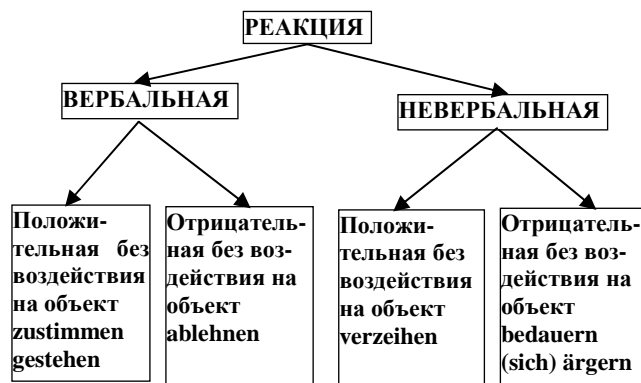 РЕАКЦИЯ
ВЕРБАЛЬНАЯ
НЕВЕРБАЛЬНАЯ
Положи-
тельная без
воздействия
на объект
zustimmen
gestehen
Отрицатель-
ная без воз-
действия на
объект
ablehnen
Положи-
тельная без
воздействия
на объект
verzeihen
Отрицатель-
ная без воз-
действия на
объект
bedauern
(sich) ärgern